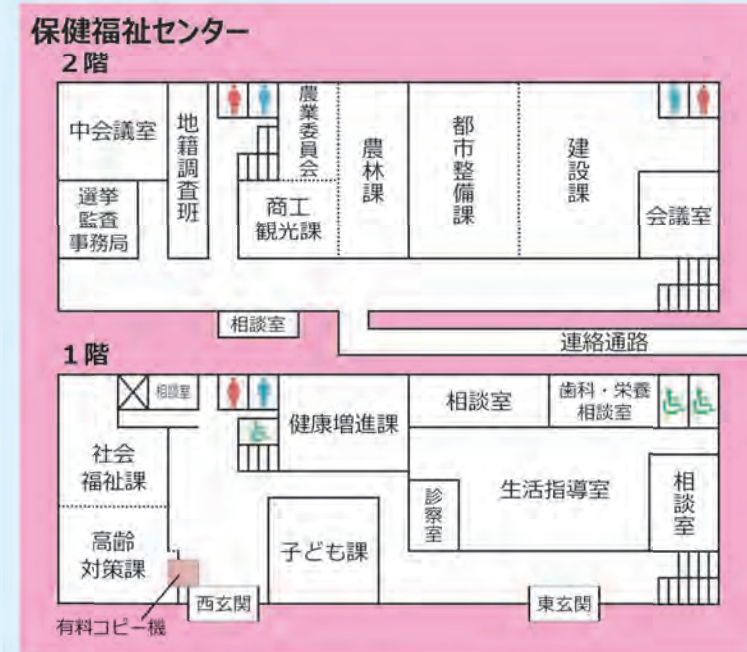 保健福祉センター
2階
中会議室
選挙
監査
事務局
地籍調査班
農業委員会
商工
観光課
農林課
都市整備課
建設課
会議室
相談室
連絡通路
1階
相談室
社会
福祉課
高齢
対策課
健康増進課
子ども課
相談室
歯科・栄養
相談室
診察室
生活指導室
相談室
西玄関
東玄関
有料コピー機